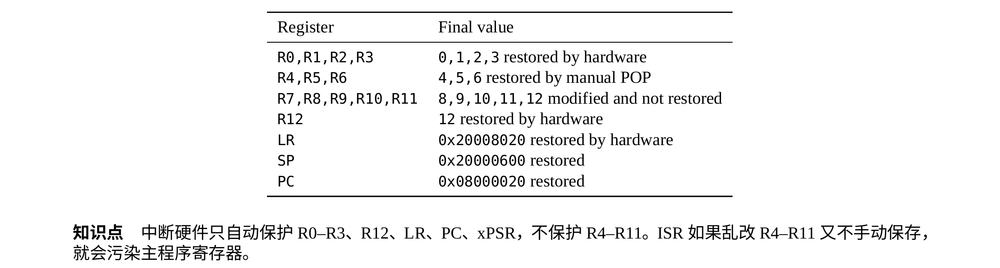 Register Final value
R0,R1,R2,R3 0,1,2,3 restored by hardware
R4,R5,R6 4,5,6 restored by manual POP
R7,R8,R9,R10,R11 8,9,10,11,12 modified and not restored
R12 12 restored by hardware
LR 0x20008020 restored by hardware
SP 0x20000600 restored
PC 0x08000020 restored
知识点 中断硬件只自动保护 R0–R3、R12、LR、PC、xPSR，不保护 R4–R11。ISR 如果乱改 R4–R11 又不手动保存，
就会污染主程序寄存器。